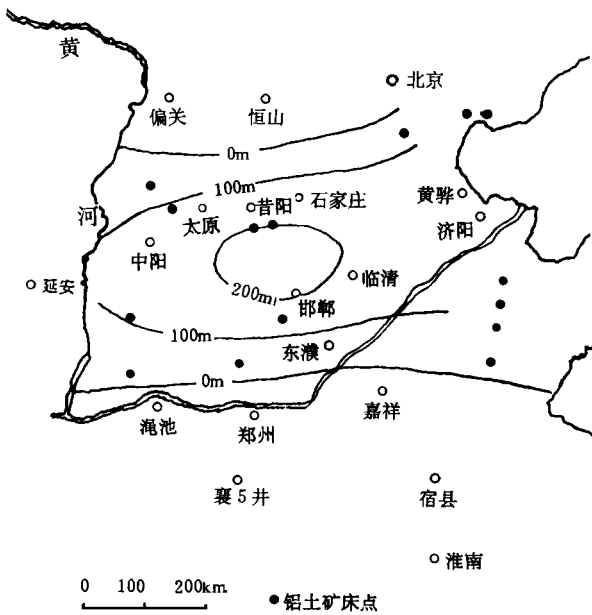 黄
北京
偏关
恒山
0m
100m
黄骅
石家庄
昔阳
太原
河
济阳
中阳
临清
延安
200m
邯郸
100m
东濮
0m
嘉祥
渑池
郑州
襄5井
宿县
淮南
0 100 200km.
●铝土矿床点